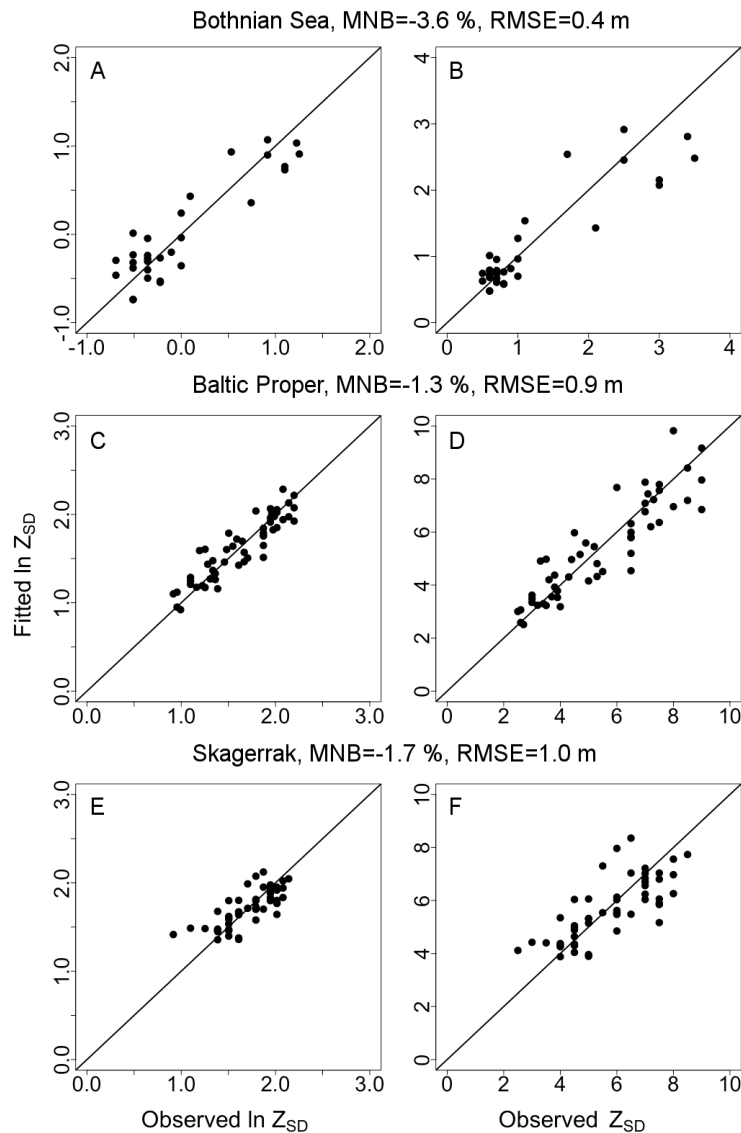 Bothnian Sea, MNB=-3.6 %, RMSE=0.4 m
A
2.0
1.0
0.0
-1.0
-1.0 0.0 1.0 2.0
B
4
3
2
1
0
0 1 2 3 4
Baltic Proper, MNB=-1.3 %, RMSE=0.9 m
C
3.0
2.0
1.0
0.0
0.0 1.0 2.0 3.0
D
10
8
6
4
2
0
0 2 4 6 8 10
Fitted ln Z_SD
Skagerrak, MNB=-1.7 %, RMSE=1.0 m
E
3.0
2.0
1.0
0.0
0.0 1.0 2.0 3.0
Observed ln Z_SD
F
10
8
6
4
2
0
0 2 4 6 8 10
Observed Z_SD